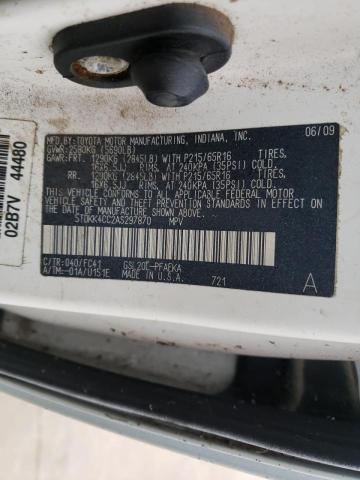 MFD.BY:TOYOTA MOTOR MANUFACTURING, INDIANA, INC. 06/09
GVWR:2580KG (5690LB)
GAWR:FRT. 1290KG (2845LB) WITH P215/65R16 TIRES,
16X6.5JJ RIMS, AT 240KPA (35PSI) COLD.
RR. 1290KG (2845LB) WITH P215/65R16 TIRES,
16X6.5JJ RIMS, AT 240KPA (35PSI) COLD.
THIS VEHICLE CONFORMS TO ALL APPLICABLE FEDERAL MOTOR
VEHICLE SAFETY STANDARDS IN EFFECT ON THE DATE OF
MANUFACTURE SHOWN ABOVE.
5TDKK4CC2AS297870 MPV
C/TR:040/FC41 GSL20L-PFAEKA
A/TM:-01A/U151E MADE IN U.S.A. 721 A
02B7V 44480